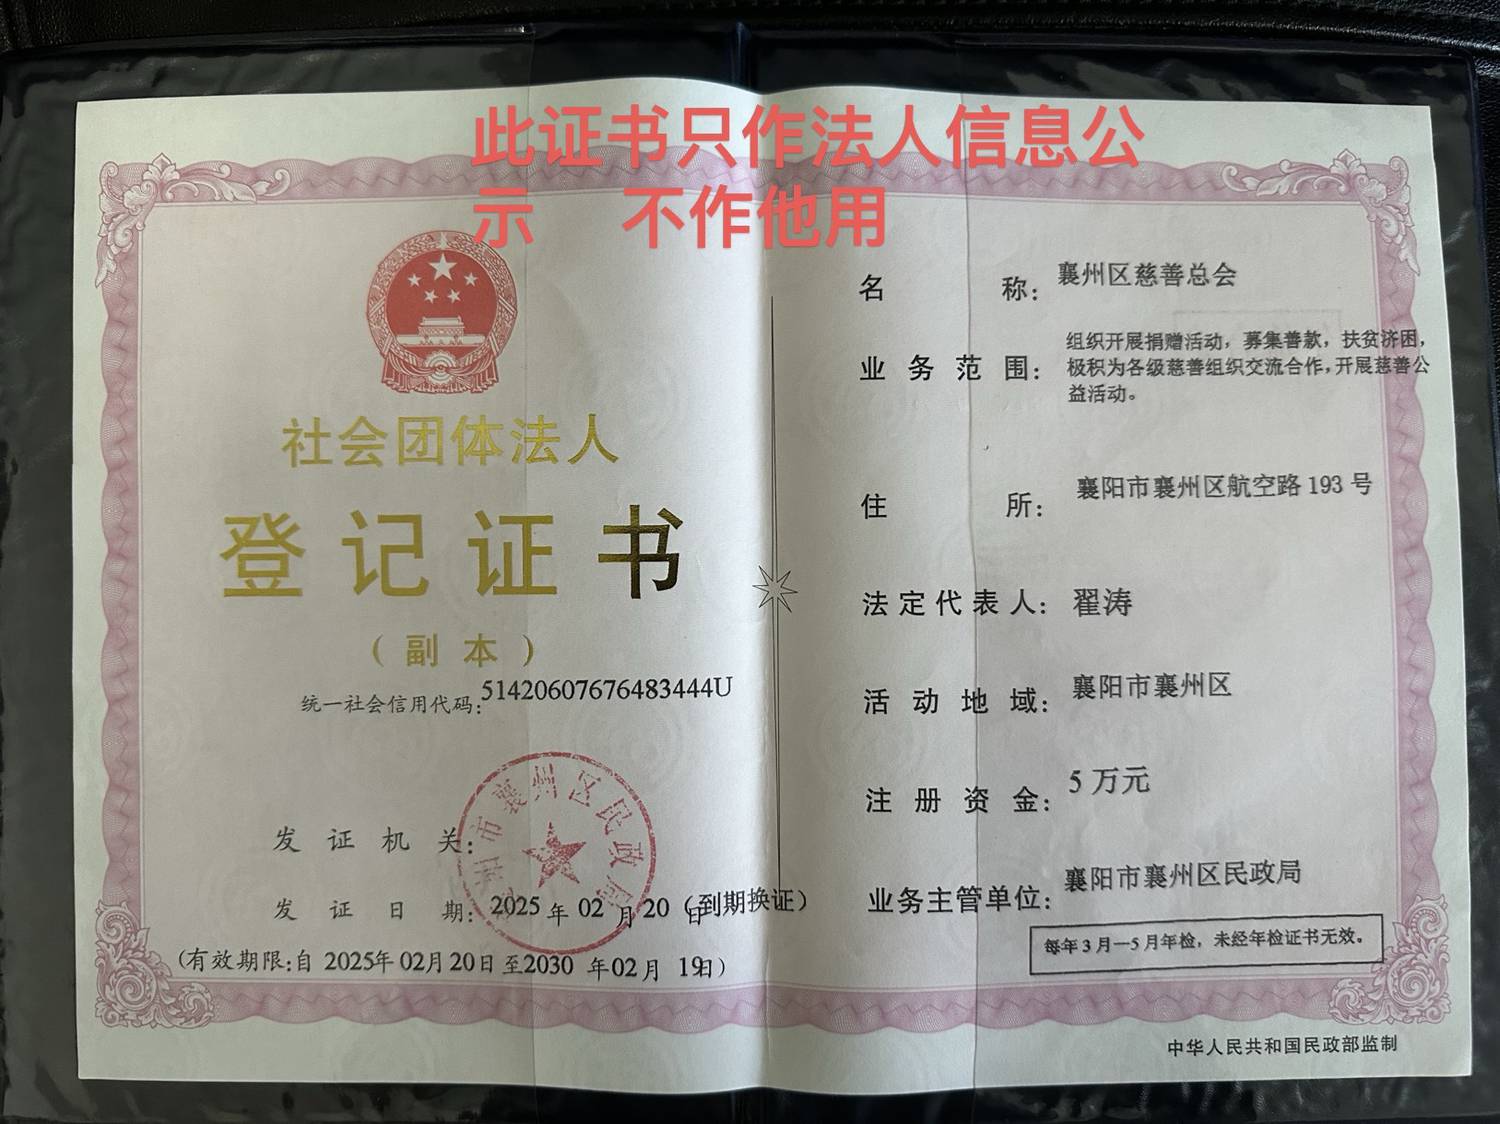 此证书只作法人信息公
示 不作他用
社会团体法人
登记证书
（副本）
统一社会信用代码：51420607676483444U
发证机关：
襄阳市襄州区民政局
发证日期：2025年02月20日（到期换证）
（有效期限：自2025年02月20日至2030年02月19日）
名称：襄州区慈善总会
业务范围：组织开展捐赠活动，募集善款，扶贫济困，
极积为各级慈善组织交流合作，开展慈善公
益活动。
住所：襄阳市襄州区航空路193号
法定代表人：翟涛
活动地域：襄阳市襄州区
注册资金：5万元
业务主管单位：襄阳市襄州区民政局
每年3月—5月年检，未经年检证书无效。
中华人民共和国民政部监制